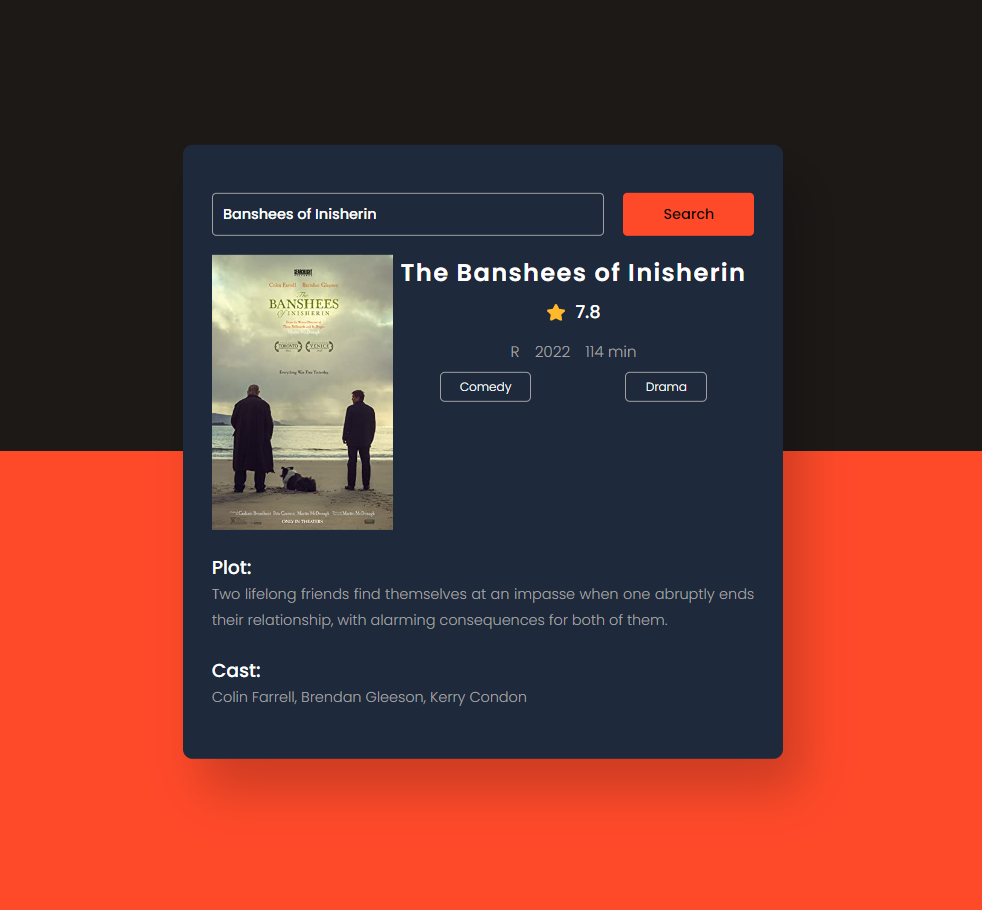 Banshees of Inisherin
Search
SEARCHLIGHT
Colin Farrell Brendan Gleeson
The
BANSHEES
Of INISHERIN
TORONTO
VENICE
Everything Was Fine Yesterday.
ONLY IN THEATERS
The Banshees of Inisherin
7.8
R 2022 114 min
Comedy
Drama
Plot:
Two lifelong friends find themselves at an impasse when one abruptly ends
their relationship, with alarming consequences for both of them.
Cast:
Colin Farrell, Brendan Gleeson, Kerry Condon